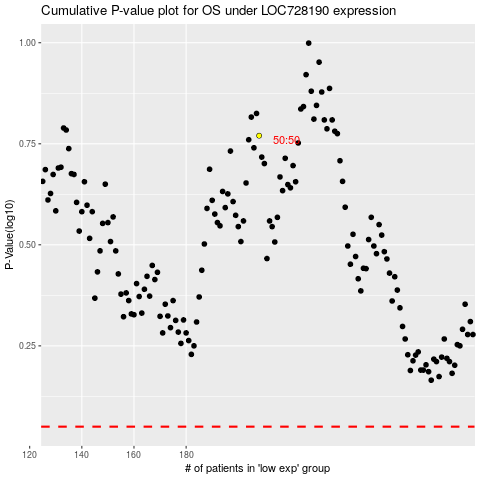 Cumulative P-value plot for OS under LOC728190 expression
P-Value(log10)
1.00
0.75
0.50
0.25
50:50
120 140 160 180
# of patients in 'low exp' group